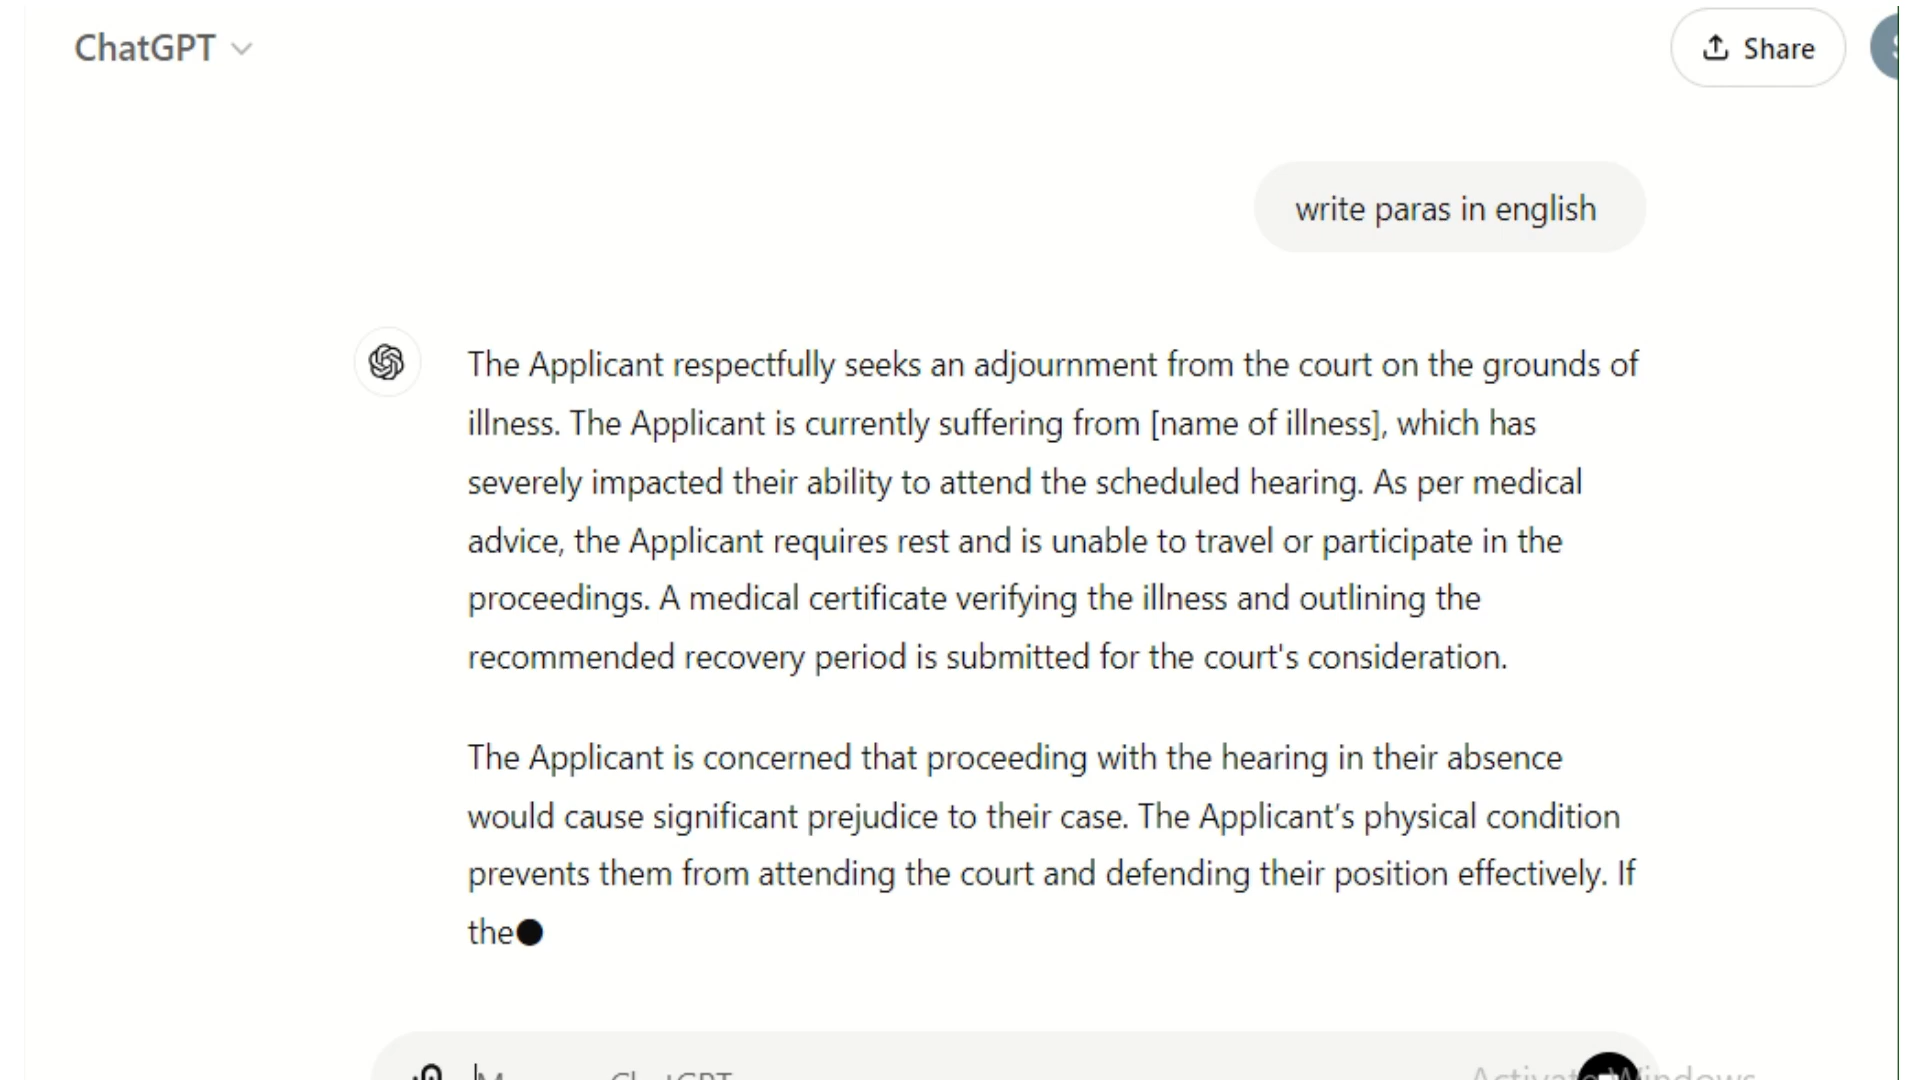 ChatGPT
Share
write paras in english
The Applicant respectfully seeks an adjournment from the court on the grounds of
illness. The Applicant is currently suffering from [name of illness], which has
severely impacted their ability to attend the scheduled hearing. As per medical
advice, the Applicant requires rest and is unable to travel or participate in the
proceedings. A medical certificate verifying the illness and outlining the
recommended recovery period is submitted for the court's consideration.
The Applicant is concerned that proceeding with the hearing in their absence
would cause significant prejudice to their case. The Applicant’s physical condition
prevents them from attending the court and defending their position effectively. If
the
ChatGPT
Activate Windows